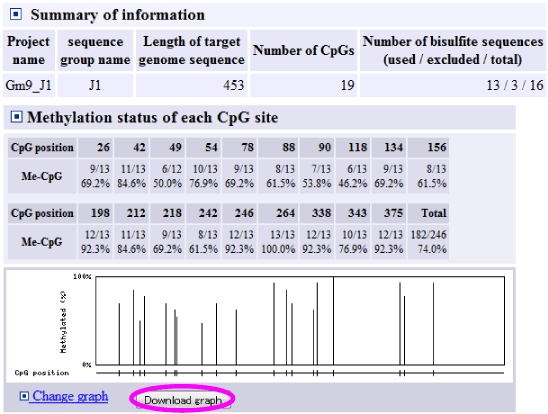 Summary of information
Project name sequence group name Length of target genome sequence Number of CpGs Number of bisulfite sequences (used / excluded / total)
Gm9_J1 J1 453 19 13 / 3 / 16
Methylation status of each CpG site
CpG position 26 42 49 54 78 88 90 118 134 156
Me-CpG 9/13 11/13 6/12 10/13 9/13 8/13 7/13 6/13 9/13 8/13
69.2% 84.6% 50.0% 76.9% 69.2% 61.5% 53.8% 46.2% 69.2% 61.5%
CpG position 198 212 218 242 246 264 338 343 375 Total
Me-CpG 12/13 11/13 9/13 8/13 12/13 13/13 12/13 10/13 12/13 182/246
92.3% 84.6% 69.2% 61.5% 92.3% 100.0% 92.3% 76.9% 92.3% 74.0%
100%
Methylated (%)
0%
CpG position
Change graph Download graph